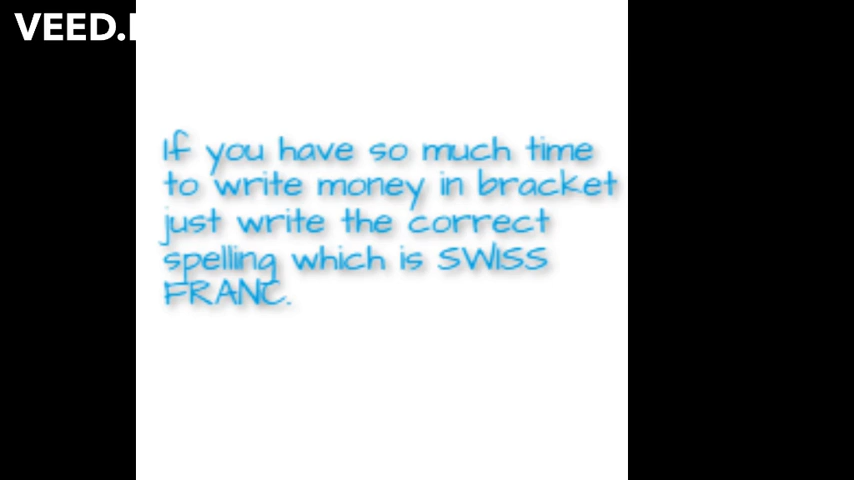 VEED.I
If you have so much time
to write money in bracket
just write the correct
spelling which is SWISS
FRANC.